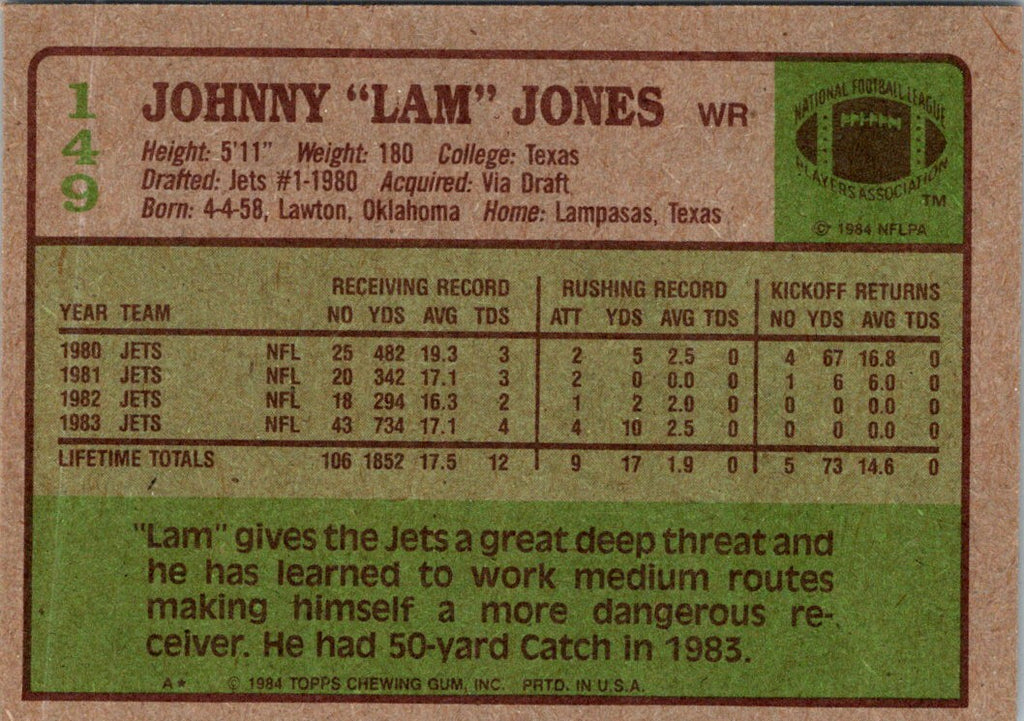 149
JOHNNY "LAM" JONES WR
Height: 5'11" Weight: 180 College: Texas
Drafted: Jets #1-1980 Acquired: Via Draft
Born: 4-4-58, Lawton, Oklahoma Home: Lampasas, Texas
NATIONAL FOOTBALL LEAGUE
PLAYERS ASSOCIATION
TM
© 1984 NFLPA
RECEIVING RECORD RUSHING RECORD KICKOFF RETURNS
YEAR TEAM NO YDS AVG TDS ATT YDS AVG TDS NO YDS AVG TDS
1980 JETS NFL 25 482 19.3 3 2 5 2.5 0 4 67 16.8 0
1981 JETS NFL 20 342 17.1 3 2 0 0.0 0 1 6 6.0 0
1982 JETS NFL 18 294 16.3 2 1 2 2.0 0 0 0 0.0 0
1983 JETS NFL 43 734 17.1 4 4 10 2.5 0 0 0 0.0 0
LIFETIME TOTALS 106 1852 17.5 12 9 17 1.9 0 5 73 14.6 0
"Lam" gives the Jets a great deep threat and
he has learned to work medium routes
making himself a more dangerous re-
ceiver. He had 50-yard Catch in 1983.
A* © 1984 TOPPS CHEWING GUM, INC. PRTD. IN U.S.A.